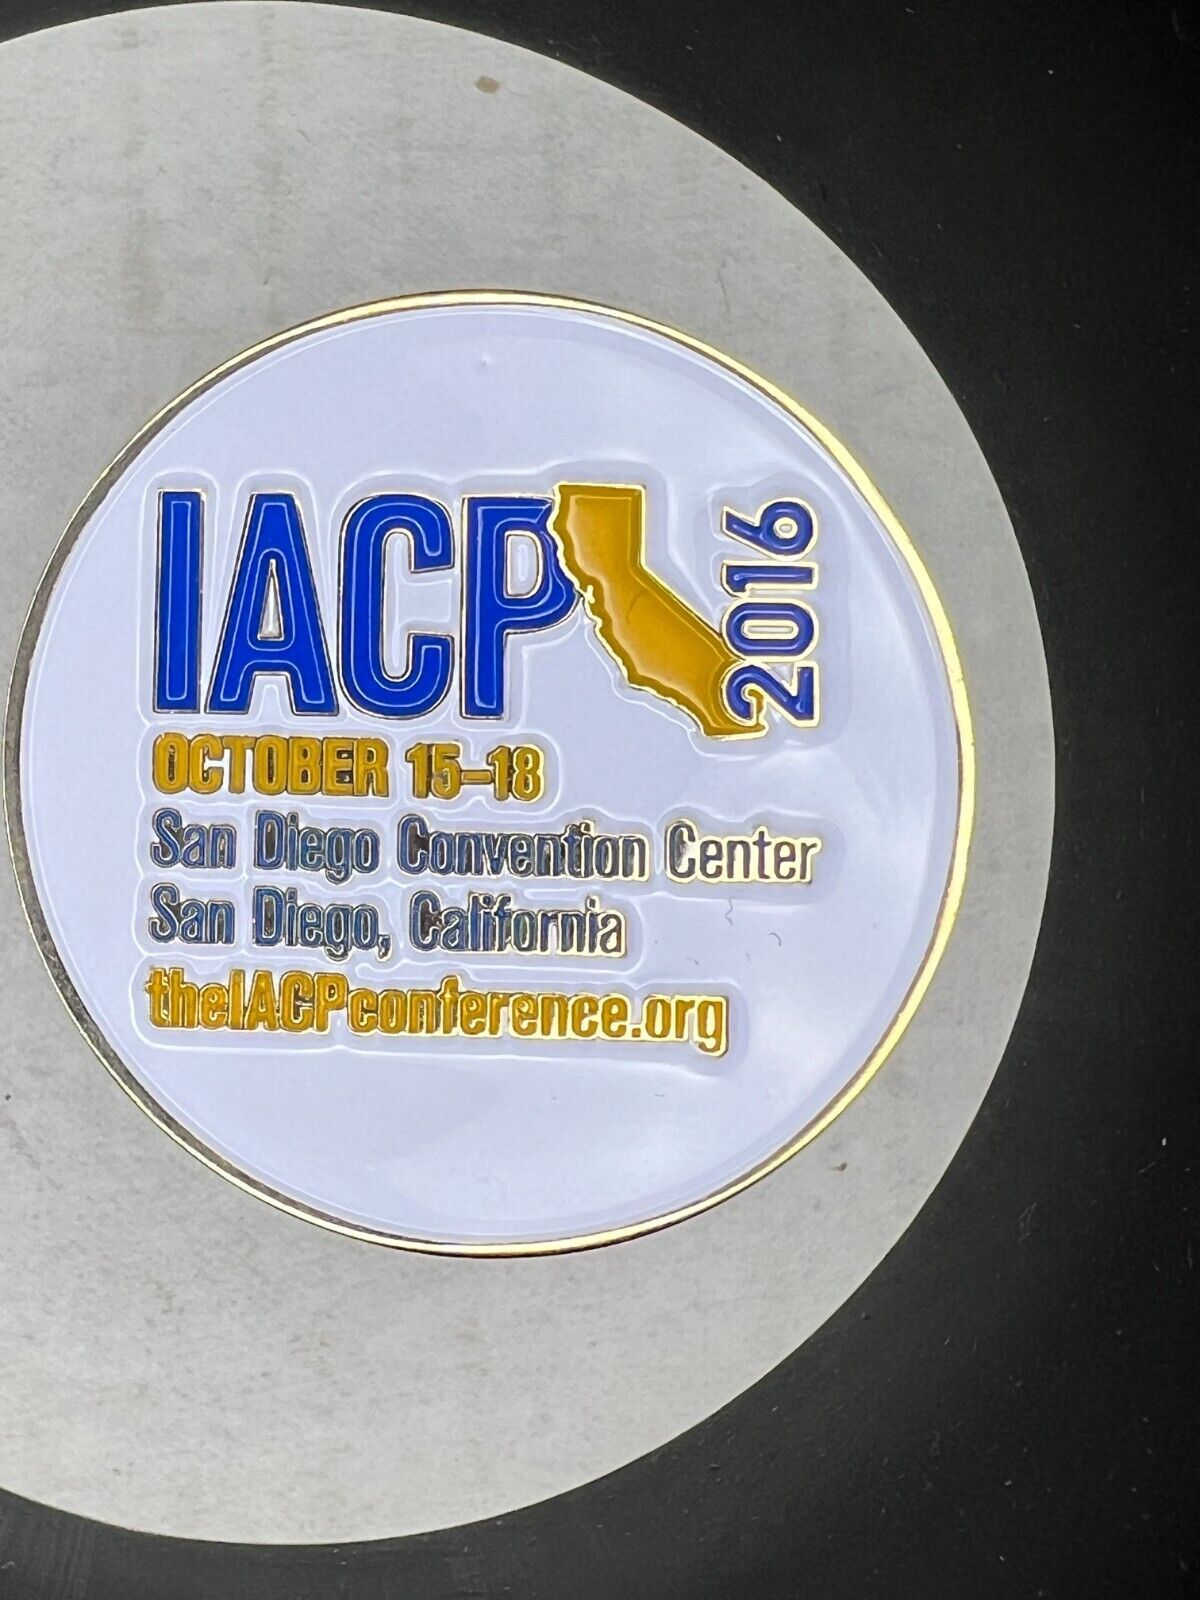 IACP 2016
OCTOBER 15-18
San Diego Convention Center
San Diego, California
theIACPconference.org